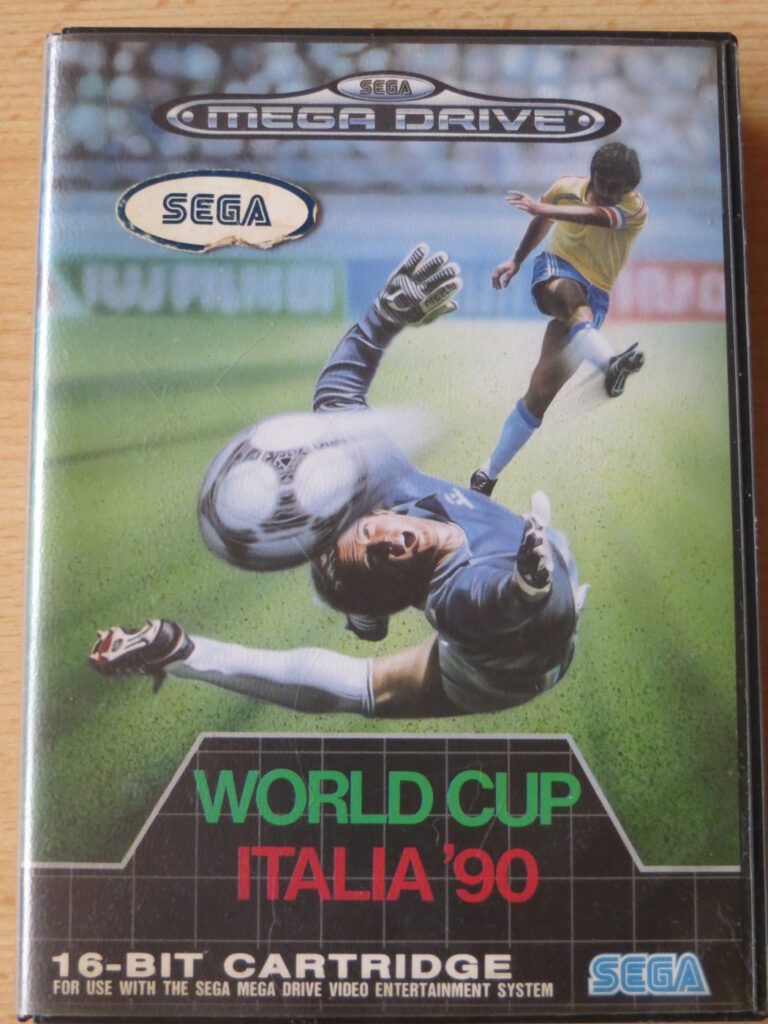 SEGA
MEGA DRIVE
SEGA
WORLD CUP
ITALIA '90
16-BIT CARTRIDGE
FOR USE WITH THE SEGA MEGA DRIVE VIDEO ENTERTAINMENT SYSTEM
SEGA